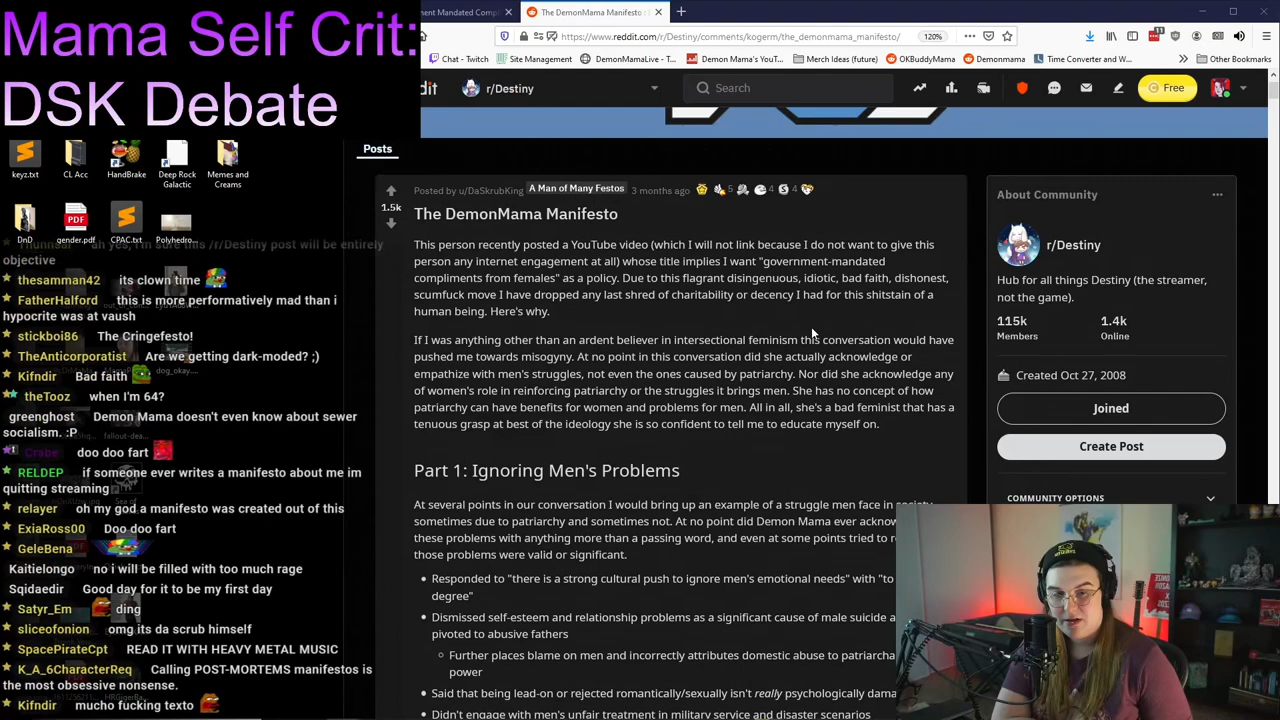 Mama Self Crit:
DSK Debate
ment Mandated Compl
The DemonMama Manifesto :
https://www.reddit.com/r/Destiny/comments/kogerm/the_demonmama_manifesto/
120%
Chat - Twitch
Site Management
DemonMamaLive - T...
Demon Mama's YouT...
Merch Ideas (future)
OKBuddyMama
Demonmama
Time Converter and W...
Other Bookmarks
dit
r/Destiny
Search
Free
keyz.txt
CL Acc
HandBrake
Deep Rock
Galactic
Memes and
Creams
DnD
gender.pdf
CPAC.txt
Polyhedro...
Thunnaar ah yes, i'm sure this /r/Destiny post will be entirely
objective
thesamman42 its clown time
FatherHalford this is more performatively mad than i
hypocrite was at vaush
stickboi86 The Cringefesto!
TheAnticorporatist Are we getting dark-moded? ;)
Kifndir Bad faith
theTooz when I'm 64?
greenghost Demon Mama doesn't even know about sewer
socialism. :P
Crabe doo doo fart
RELDEP if someone ever writes a manifesto about me im
quitting streaming
relayer oh my god a manifesto was created out of this
ExiaRoss00 Doo doo fart
GeleBena
Kaitielongo no i will be filled with too much rage
Sqidaedir Good day for it to be my first day
Satyr_Em ding
sliceofonion omg its da scrub himself
SpacePirateCpt READ IT WITH HEAVY METAL MUSIC
K_A_6CharacterReq Calling POST-MORTEMS manifestos is
the most obsessive nonsense.
Kifndir mucho fucking texto
Posts
1.5k
Posted by u/DaSkrubKing A Man of Many Festos 3 months ago 5 4 4
The DemonMama Manifesto
This person recently posted a YouTube video (which I will not link because I do not want to give this
person any internet engagement at all) whose title implies I want "government-mandated
compliments from females" as a policy. Due to this flagrant disingenuous, idiotic, bad faith, dishonest,
scumfuck move I have dropped any last shred of charitability or decency I had for this shitstain of a
human being. Here's why.
If I was anything other than an ardent believer in intersectional feminism this conversation would have
pushed me towards misogyny. At no point in this conversation did she actually acknowledge or
empathize with men's struggles, not even the ones caused by patriarchy. Nor did she acknowledge any
of women's role in reinforcing patriarchy or the struggles it brings men. She has no concept of how
patriarchy can have benefits for women and problems for men. All in all, she's a bad feminist that has a
tenuous grasp at best of the ideology she is so confident to tell me to educate myself on.
Part 1: Ignoring Men's Problems
At several points in our conversation I would bring up an example of a struggle men face in society,
sometimes due to patriarchy and sometimes not. At no point did Demon Mama ever acknow
these problems with anything more than a passing word, and even at some points tried to re
those problems were valid or significant.
Responded to "there is a strong cultural push to ignore men's emotional needs" with "to
degree"
Dismissed self-esteem and relationship problems as a significant cause of male suicide a
pivoted to abusive fathers
Further places blame on men and incorrectly attributes domestic abuse to patriarcha
power
Said that being lead-on or rejected romantically/sexually isn't really psychologically dama
Didn't engage with men's unfair treatment in military service and disaster scenarios
About Community
r/Destiny
Hub for all things Destiny (the streamer,
not the game).
115k
Members
1.4k
Online
Created Oct 27, 2008
Joined
Create Post
COMMUNITY OPTIONS